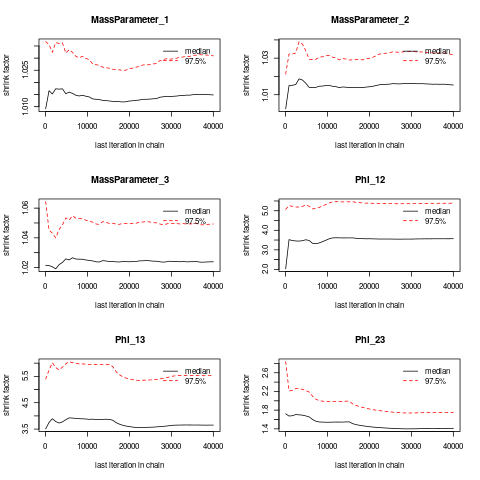 MassParameter_1
shrink factor
1.010 1.025
median
97.5%
0 10000 20000 30000 40000
last iteration in chain
MassParameter_2
shrink factor
1.01 1.03
median
97.5%
0 10000 20000 30000 40000
last iteration in chain
MassParameter_3
shrink factor
1.02 1.04 1.06
median
97.5%
0 10000 20000 30000 40000
last iteration in chain
Phi_12
shrink factor
2.0 3.0 4.0 5.0
median
97.5%
0 10000 20000 30000 40000
last iteration in chain
Phi_13
shrink factor
3.5 4.5 5.5
median
97.5%
0 10000 20000 30000 40000
last iteration in chain
Phi_23
shrink factor
1.4 1.8 2.2 2.6
median
97.5%
0 10000 20000 30000 40000
last iteration in chain